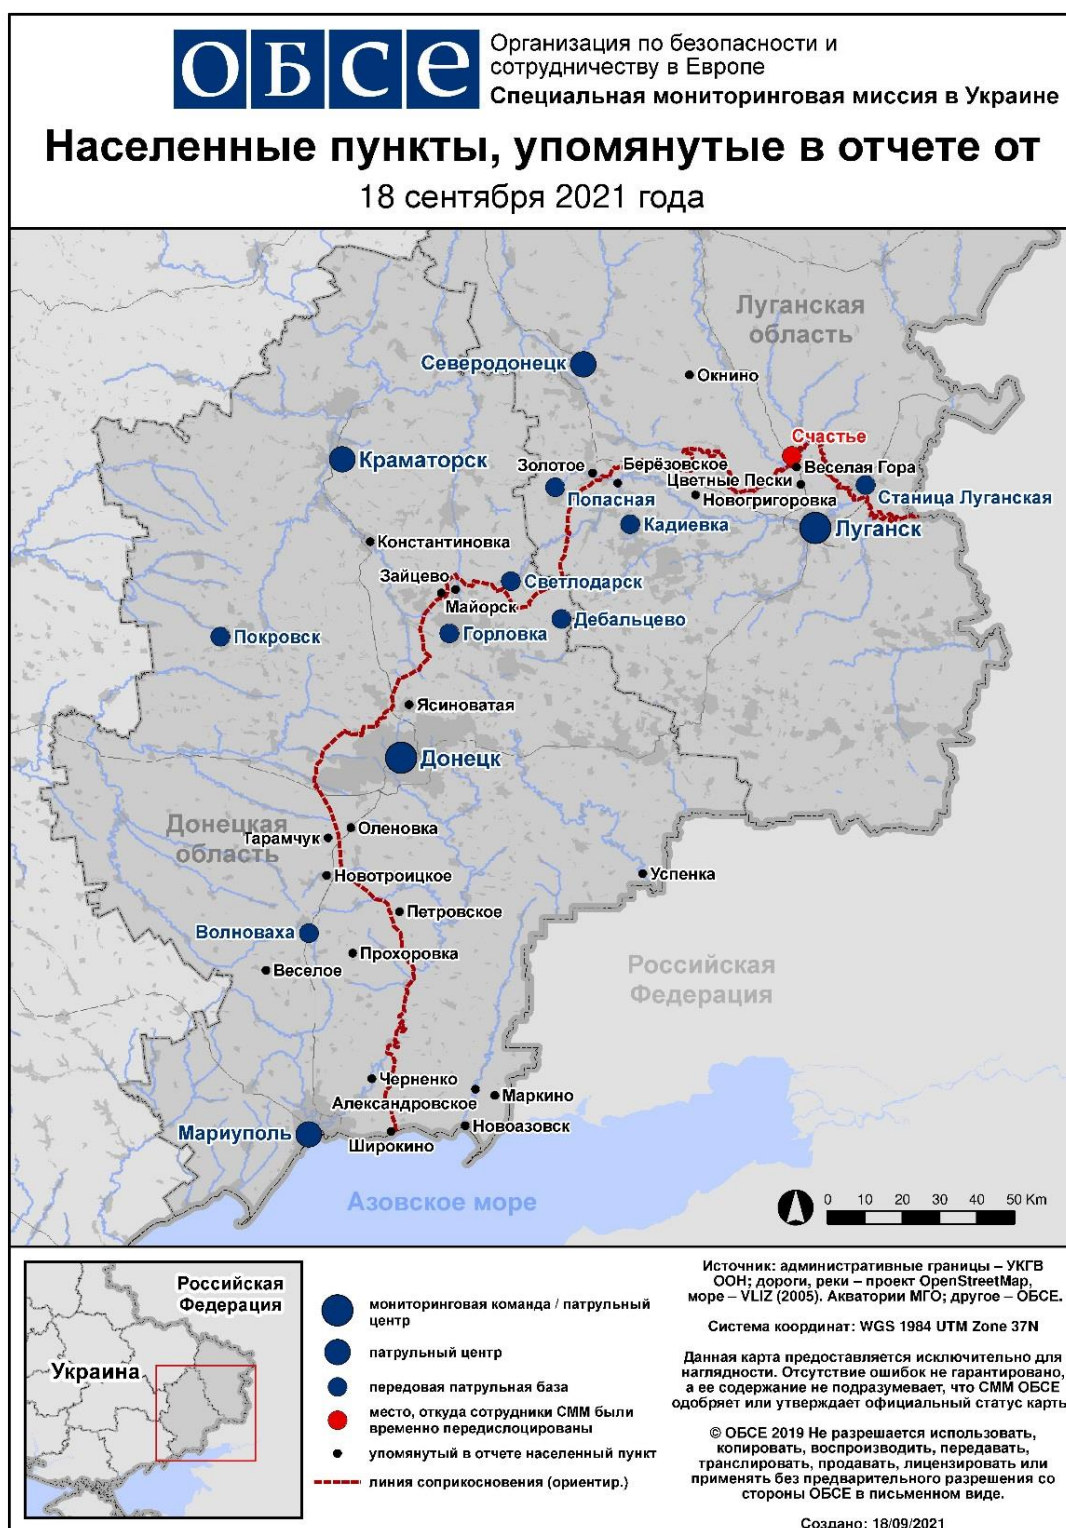 ОБСЕ
Организация по безопасности и
сотрудничеству в Европе
Специальная мониторинговая миссия в Украине
Населенные пункты, упомянутые в отчете от
18 сентября 2021 года
Луганская
область
Северодонецк
Окнино
Счастье
Краматорск
Золотое
Берёзовское
Веселая Гора
Цветные Пески
Попасная
Новогригоровка
Станица Луганская
Кадиевка
Луганск
Константиновка
Зайцево
Светлодарск
Майорск
Дебальцево
Покровск
Горловка
Ясиноватая
Донецк
Донецкая
область
Оленовка
Тарамчук
Новотроицкое
Успенка
Петровское
Волноваха
Прохоровка
Веселое
Российская
Федерация
Черненко
Александровское
Маркино
Мариуполь
Новоазовск
Широкино
Азовское море
0 10 20 30 40 50 Km
Российская
Федерация
Украина
мониторинговая команда / патрульный
центр
патрульный центр
передовая патрульная база
место, откуда сотрудники СММ были
временно передислоцированы
упомянутый в отчете населенный пункт
линия соприкосновения (ориентир.)
Источник: административные границы – УКГВ
ООН; дороги, реки – проект OpenStreetMap,
море – VLIZ (2005). Акватории МГО; другое – ОБСЕ.
Система координат: WGS 1984 UTM Zone 37N
Данная карта предоставляется исключительно для
наглядности. Отсутствие ошибок не гарантировано,
а ее содержание не подразумевает, что СММ ОБСЕ
одобряет или утверждает официальный статус карты
© ОБСЕ 2019 Не разрешается использовать,
копировать, воспроизводить, передавать,
транслировать, продавать, лицензировать или
применять без предварительного разрешения со
стороны ОБСЕ в письменном виде.
Создано: 18/09/2021